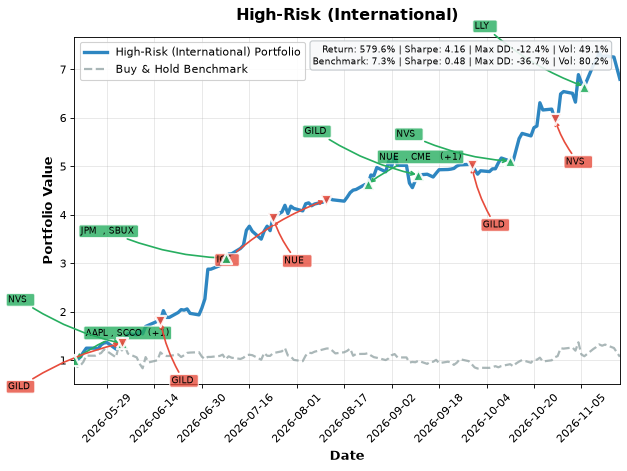 High-Risk (International)
LLY
High-Risk (International) Portfolio
Buy & Hold Benchmark
Return: 579.6% | Sharpe: 4.16 | Max DD: -12.4% | Vol: 49.1%
Benchmark: 7.3% | Sharpe: 0.48 | Max DD: -36.7% | Vol: 80.2%
7
6
5
4
3
2
1
GILD
NVS
NUE , CME (+1)
NVS
GILD
JPM , SBUX
NUE
NVS
AAPL , SCCO (+2)
GILD
GILD
2026-05-29
2026-06-14
2026-06-30
2026-07-16
2026-08-01
2026-08-17
2026-09-02
2026-09-18
2026-10-04
2026-10-20
2026-11-05
Portfolio Value
Date